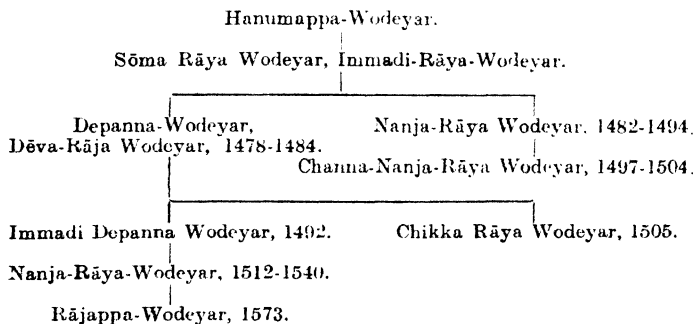 Hanumappa-Wodeyar.
Sōma Rāya Wodeyar, Immadi-Rāya-Wodeyar.
Depanna-Wodeyar,
Dēva-Rāja Wodeyar, 1478-1484.
Nanja-Rāya Wodeyar. 1482-1494.
Channa-Nanja-Rāya Wodeyar, 1497-1504.
Immadi Depanna Wodeyar, 1492.
Chikka Rāya Wodeyar, 1505.
Nanja-Rāya-Wodeyar, 1512-1540.
Rājappa-Wodeyar, 1573.